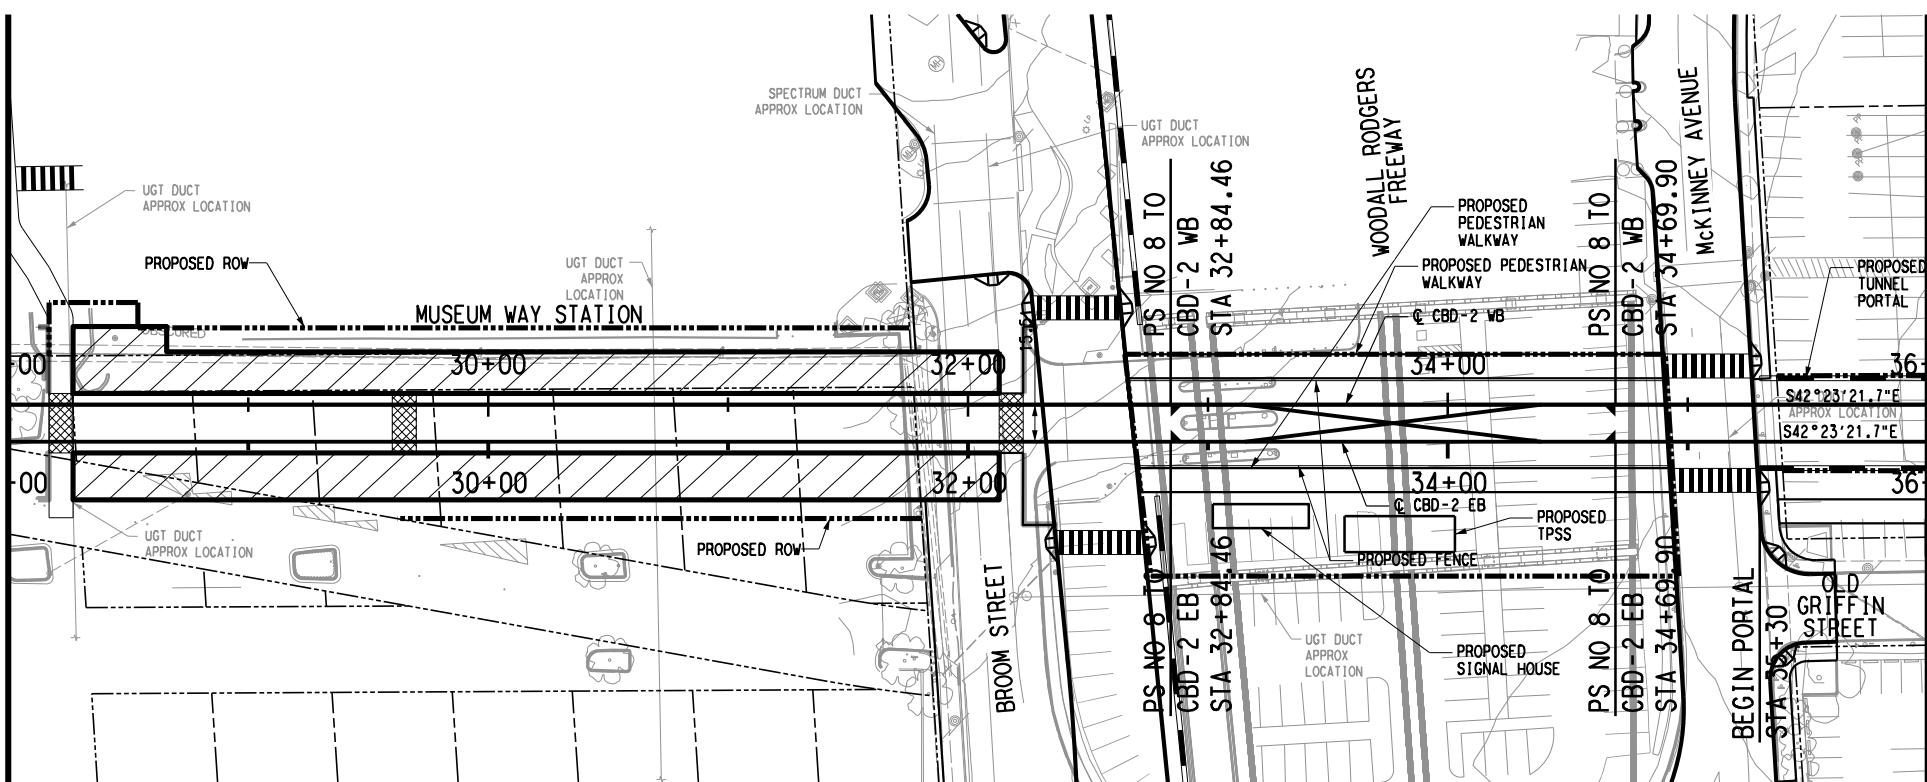 SPECTRUM DUCT
APPROX LOCATION
UGT DUCT
APPROX LOCATION
WOODALL RODGERS
FREEWAY
McKINNEY AVENUE
UGT DUCT
APPROX LOCATION
PS NO 8 TO
CBD-2 WB
STA 32+84.46
PS NO 8 TO
CBD-2 WB
STA 34+69.90
PROPOSED
PEDESTRIAN
WALKWAY
PROPOSED ROW
UGT DUCT
APPROX
LOCATION
PROPOSED PEDESTRIAN
WALKWAY
PROPOSED
TUNNEL
PORTAL
MUSEUM WAY STATION
℄ CBD-2 WB
00
30+00
32+00
34+00
36+
S42°23'21.7"E
APPROX LOCATION
S42°23'21.7"E
00
30+00
32+00
34+00
36+
℄ CBD-2 EB
UGT DUCT
APPROX LOCATION
PROPOSED ROW
PROPOSED
TPSS
PROPOSED FENCE
BROOM STREET
PS NO 8 TO
CBD-2 EB
STA 32+84.46
PS NO 8 TO
CBD-2 EB
STA 34+69.90
BEGIN PORTAL
STA 35+30
OLD
GRIFFIN
STREET
UGT DUCT
APPROX
LOCATION
PROPOSED
SIGNAL HOUSE
MH